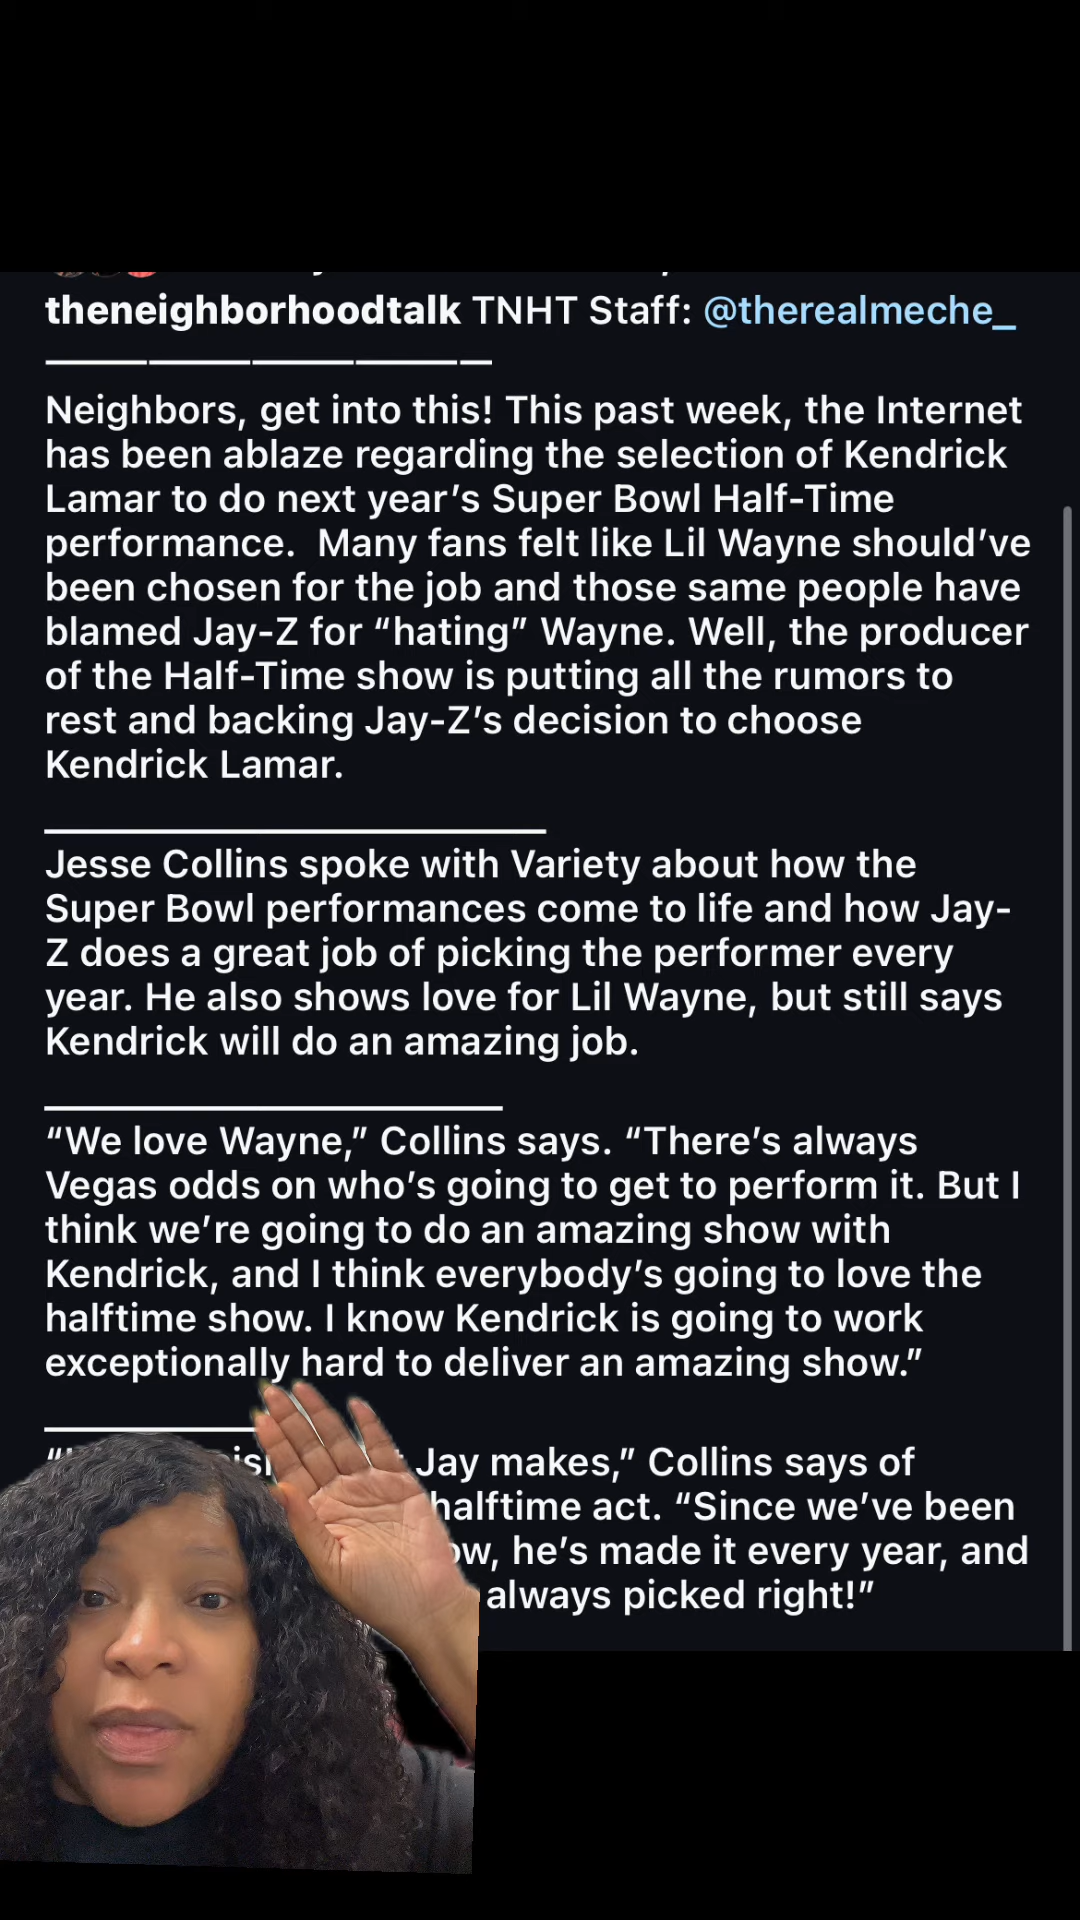 theneighborhoodtalk TNHT Staff: @therealmeche_
Neighbors, get into this! This past week, the Internet
has been ablaze regarding the selection of Kendrick
Lamar to do next year’s Super Bowl Half-Time
performance.  Many fans felt like Lil Wayne should’ve
been chosen for the job and those same people have
blamed Jay-Z for “hating” Wayne. Well, the producer
of the Half-Time show is putting all the rumors to
rest and backing Jay-Z’s decision to choose
Kendrick Lamar.
Jesse Collins spoke with Variety about how the
Super Bowl performances come to life and how Jay-
Z does a great job of picking the performer every
year. He also shows love for Lil Wayne, but still says
Kendrick will do an amazing job.
“We love Wayne,” Collins says. “There’s always
Vegas odds on who’s going to get to perform it. But I
think we’re going to do an amazing show with
Kendrick, and I think everybody’s going to love the
halftime show. I know Kendrick is going to work
exceptionally hard to deliver an amazing show.”
Jay makes,” Collins says of
halftime act. “Since we’ve been
he’s made it every year, and
always picked right!”